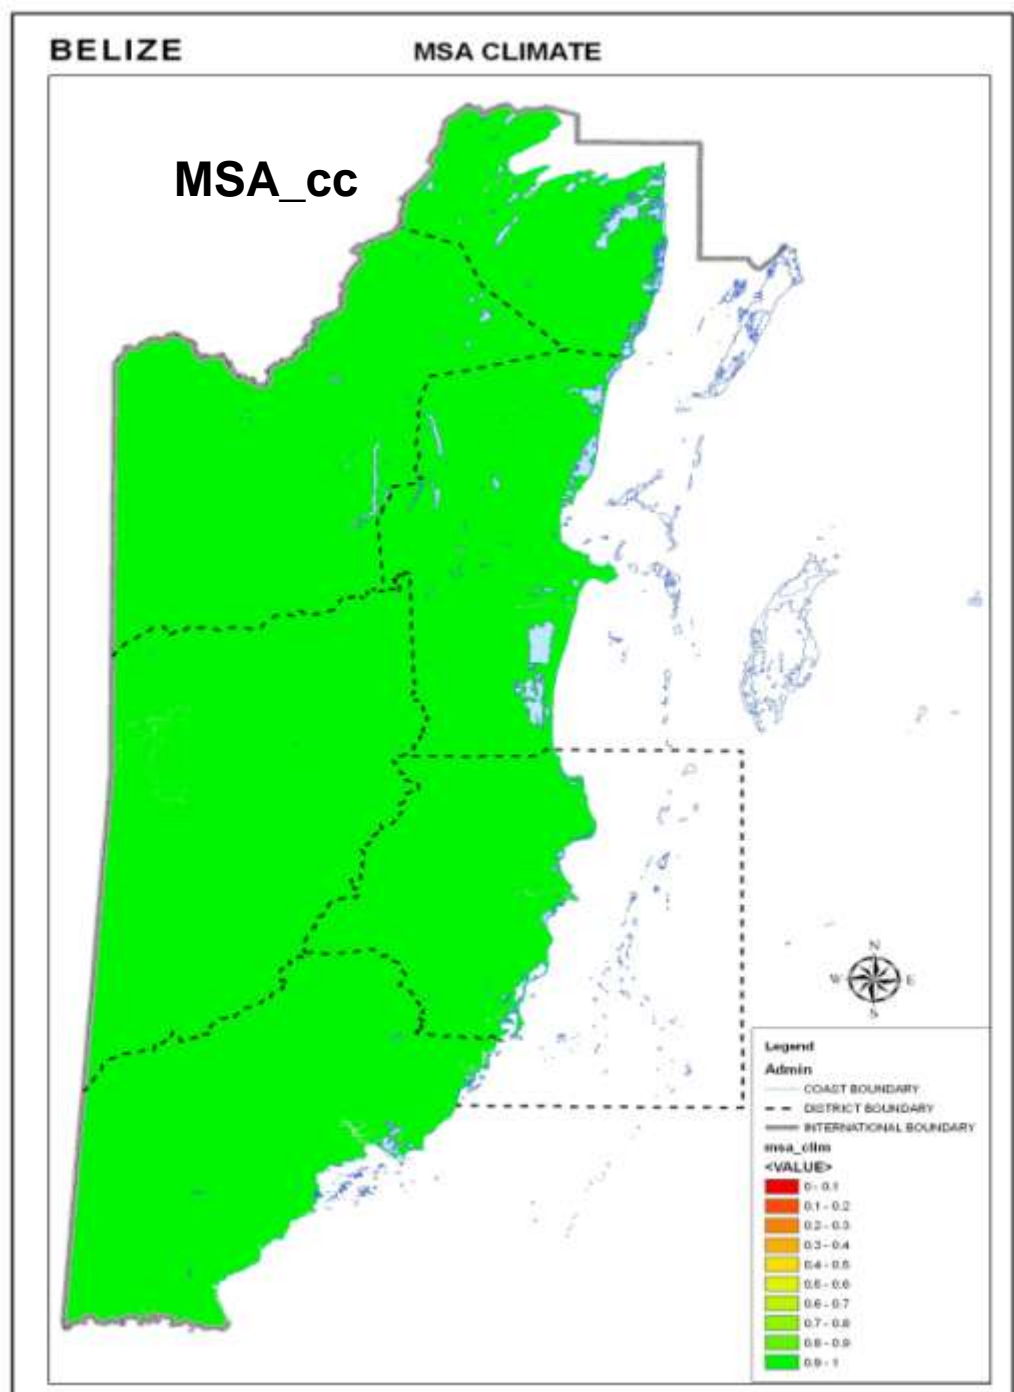 BELIZE
MSA CLIMATE
MSA_cc
N
W
E
S
Legend
Admin
COAST BOUNDARY
DISTRICT BOUNDARY
INTERNATIONAL BOUNDARY
msa_clim
<VALUE>
0 - 0.1
0.1 - 0.2
0.2 - 0.3
0.3 - 0.4
0.4 - 0.5
0.5 - 0.6
0.6 - 0.7
0.7 - 0.8
0.8 - 0.9
0.9 - 1